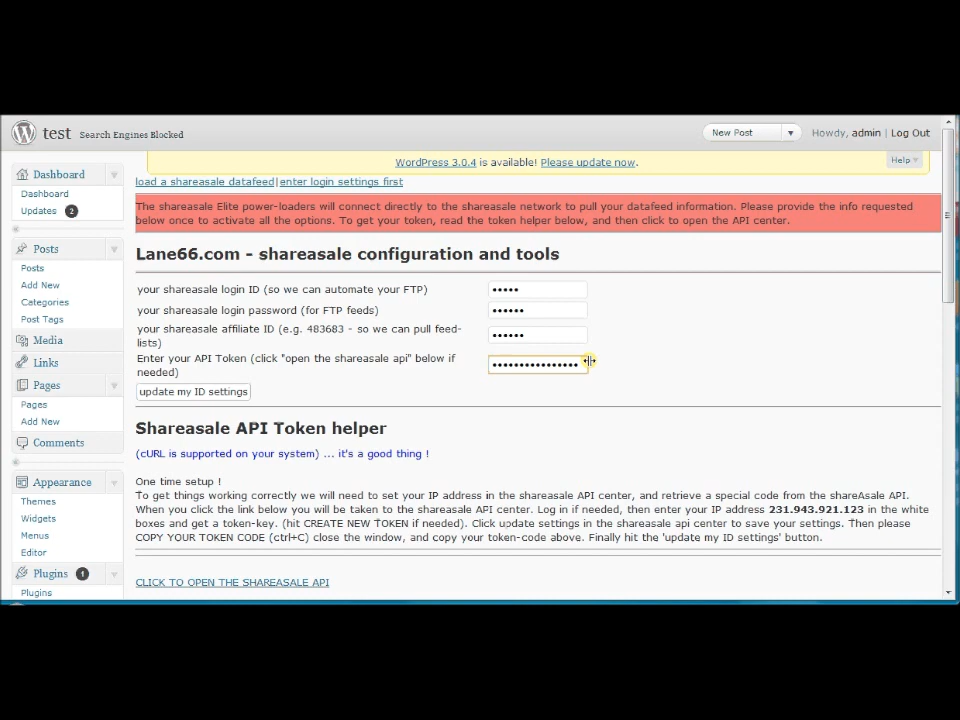 test Search Engines Blocked
New Post
Howdy, admin | Log Out
WordPress 3.0.4 is available! Please update now.
Help
load a shareasale datafeed|enter login settings first
The shareasale Elite power-loaders will connect directly to the shareasale network to pull your datafeed information. Please provide the info requested
below once to activate all the options. To get your token, read the token helper below, and then click to open the API center.
Lane66.com - shareasale configuration and tools
your shareasale login ID (so we can automate your FTP)
your shareasale login password (for FTP feeds)
your shareasale affiliate ID (e.g. 483683 - so we can pull feed-
lists)
Enter your API Token (click "open the shareasale api" below if
needed)
update my ID settings
Shareasale API Token helper
(cURL is supported on your system) ... it's a good thing !
One time setup !
To get things working correctly we will need to set your IP address in the shareasale API center, and retrieve a special code from the shareAsale API.
When you click the link below you will be taken to the shareasale API center. Log in if needed, then enter your IP address 231.943.921.123 in the white
boxes and get a token-key. (hit CREATE NEW TOKEN if needed). Click update settings in the shareasale api center to save your settings. Then please
COPY YOUR TOKEN CODE (ctrl+C) close the window, and copy your token-code above. Finally hit the 'update my ID settings' button.
CLICK TO OPEN THE SHAREASALE API
Dashboard
Dashboard
Updates 2
Posts
Posts
Add New
Categories
Post Tags
Media
Links
Pages
Pages
Add New
Comments
Appearance
Themes
Widgets
Menus
Editor
Plugins 1
Plugins